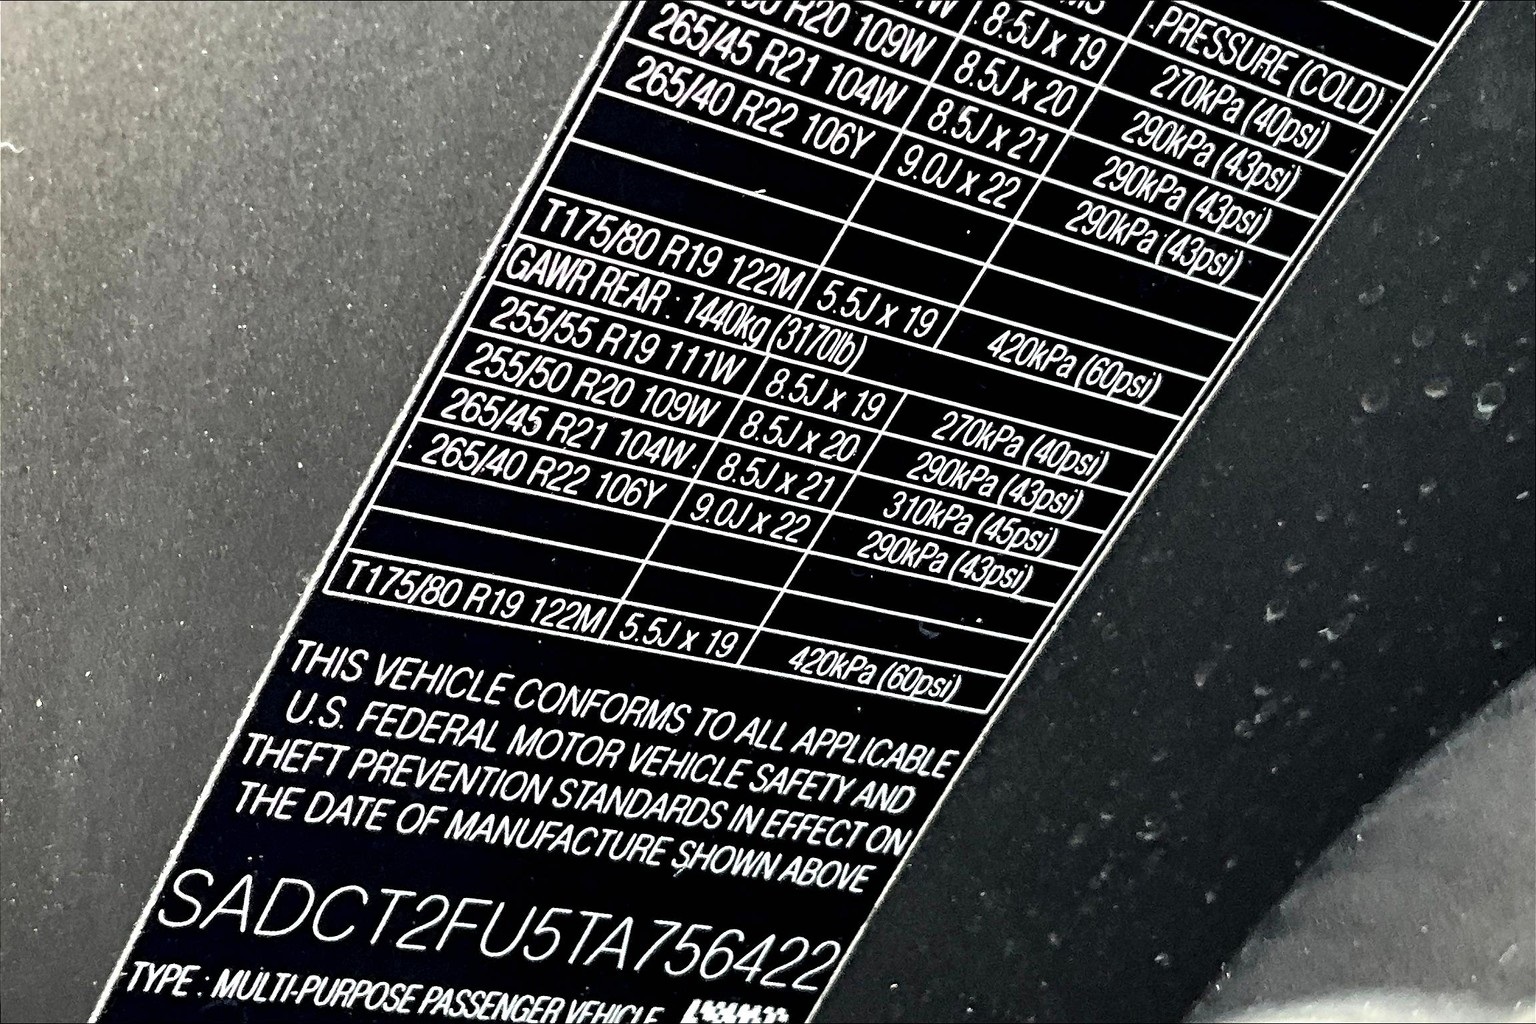 PRESSURE (COLD)
8.5J x 19 270kPa (40psi)
R20 109W 8.5J x 20 290kPa (43psi)
265/45 R21 104W 8.5J x 21 290kPa (43psi)
265/40 R22 106Y 9.0J x 22 290kPa (43psi)
T175/80 R19 122M 5.5J x 19 420kPa (60psi)
GAWR REAR : 1440kg (3170lb)
255/55 R19 111W 8.5J x 19 270kPa (40psi)
255/50 R20 109W 8.5J x 20 290kPa (43psi)
265/45 R21 104W 8.5J x 21 310kPa (45psi)
265/40 R22 106Y 9.0J x 22 290kPa (43psi)
T175/80 R19 122M 5.5J x 19 420kPa (60psi)
THIS VEHICLE CONFORMS TO ALL APPLICABLE
U.S. FEDERAL MOTOR VEHICLE SAFETY AND
THEFT PREVENTION STANDARDS IN EFFECT ON
THE DATE OF MANUFACTURE SHOWN ABOVE
SADCT2FU5TA756422
TYPE : MULTI-PURPOSE PASSENGER VEHICLE